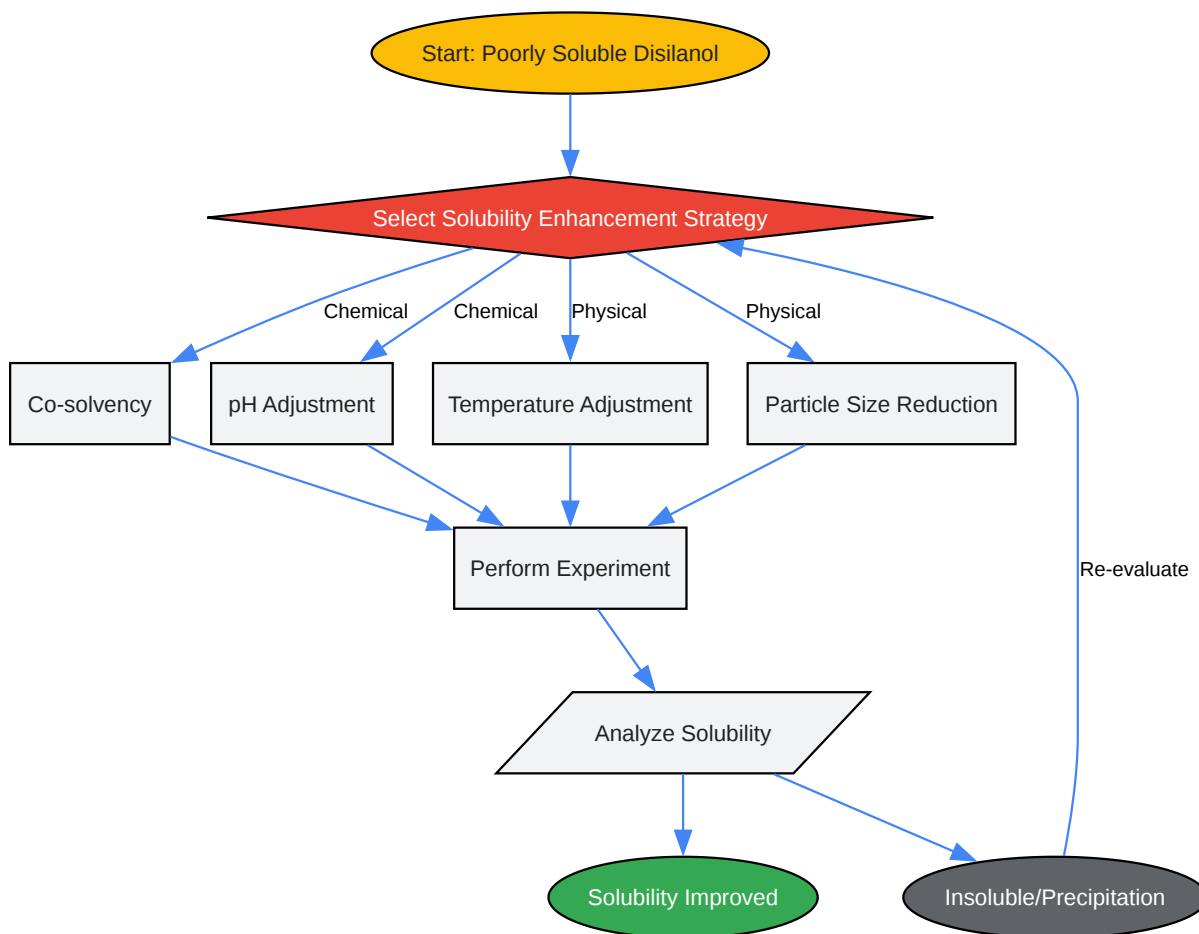 Start: Poorly Soluble Disilanol
Select Solubility Enhancement Strategy
Chemical
Chemical
Physical
Physical
Co-solvency
pH Adjustment
Temperature Adjustment
Particle Size Reduction
Perform Experiment
Re-evaluate
Analyze Solubility
Solubility Improved
Insoluble/Precipitation